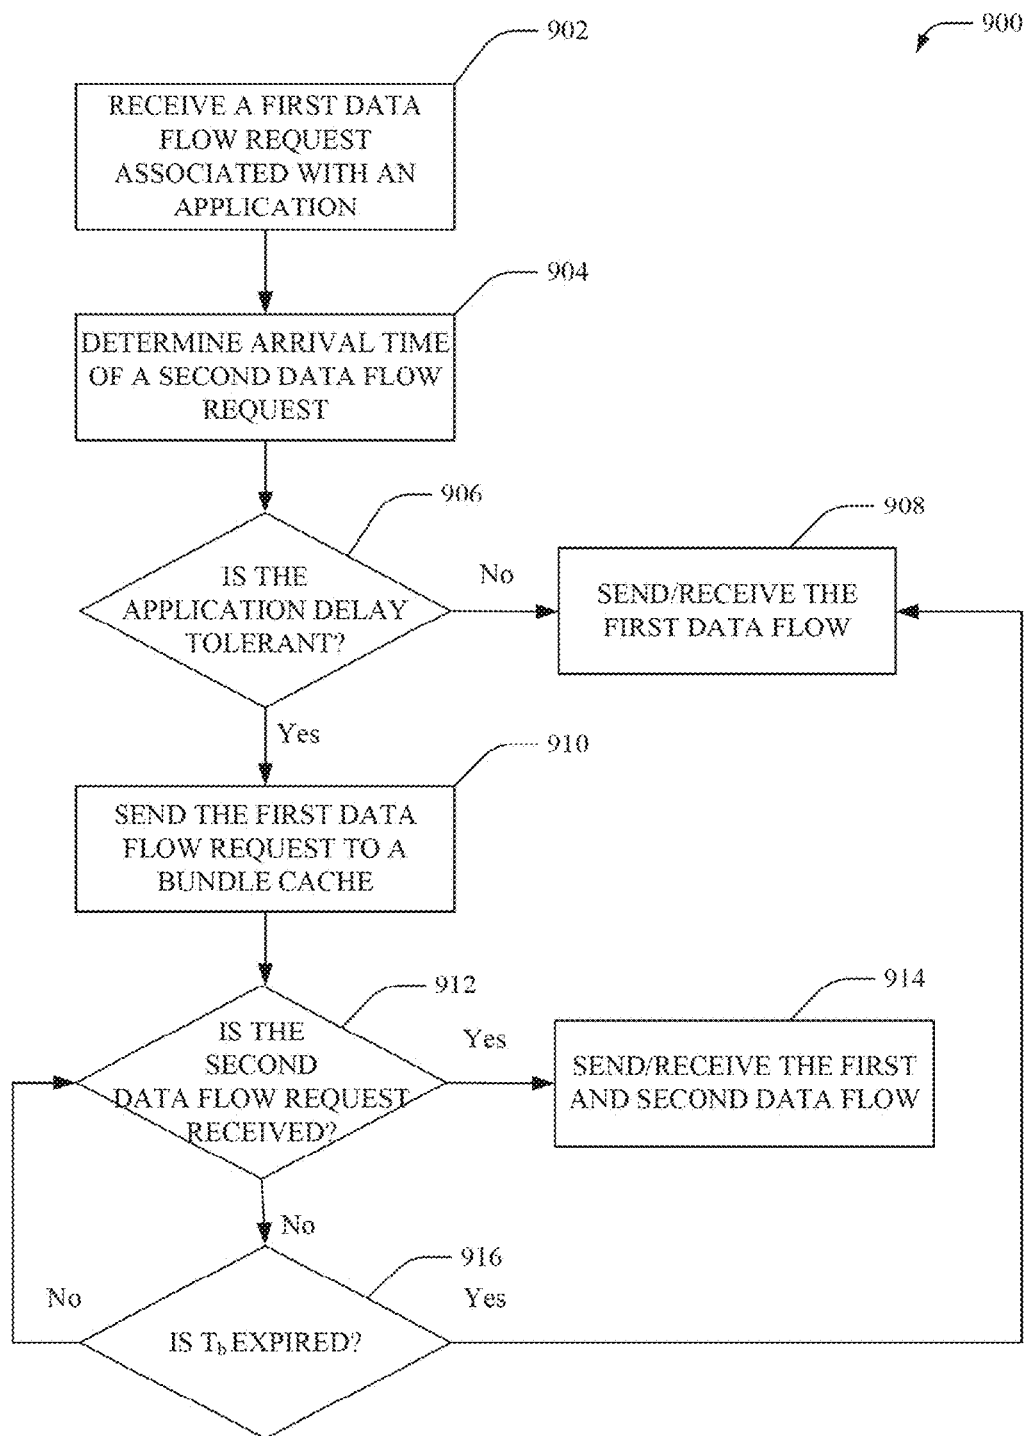 902
900
RECEIVE A FIRST DATA
FLOW REQUEST
ASSOCIATED WITH AN
APPLICATION
904
DETERMINE ARRIVAL TIME
OF A SECOND DATA FLOW
REQUEST
906
908
IS THE
APPLICATION DELAY
TOLERANT?
No
SEND/RECEIVE THE
FIRST DATA FLOW
Yes
910
SEND THE FIRST DATA
FLOW REQUEST TO A
BUNDLE CACHE
912
914
IS THE
SECOND
DATA FLOW REQUEST
RECEIVED?
Yes
SEND/RECEIVE THE FIRST
AND SECOND DATA FLOW
No
916
No
Yes
IS Tb EXPIRED?